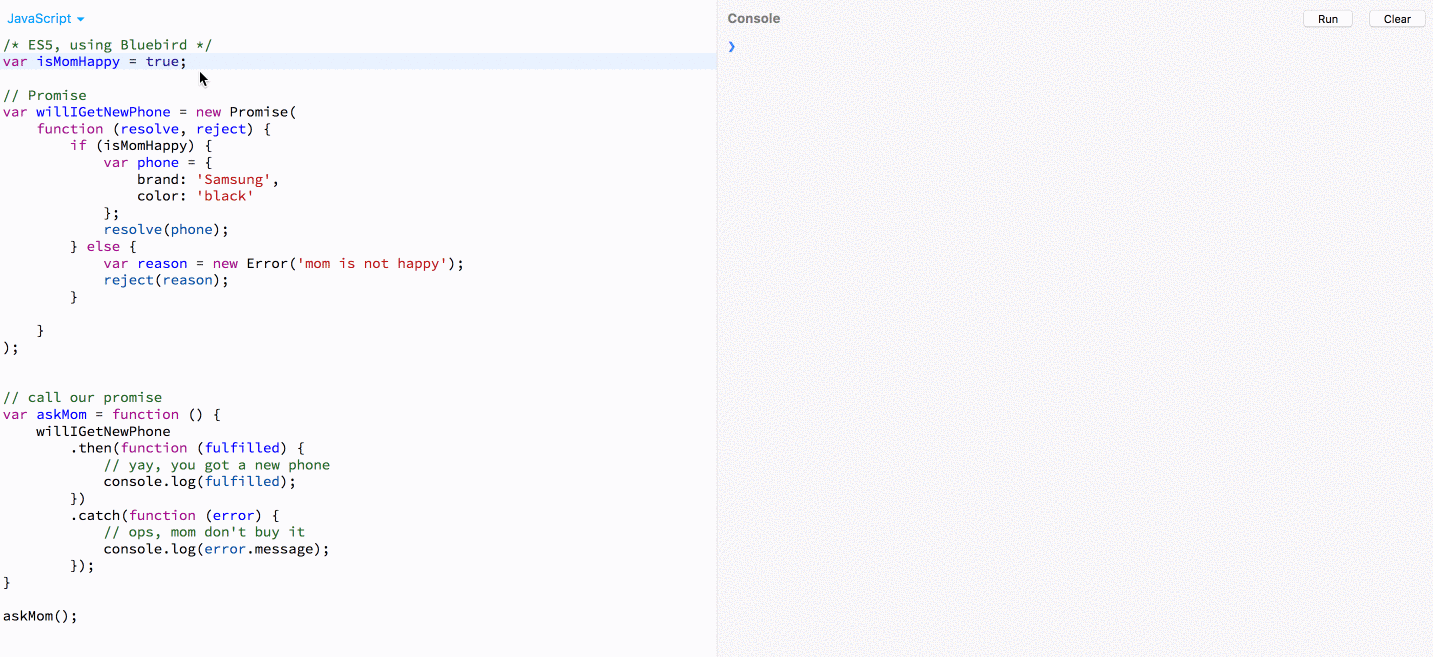 JavaScript
Console
Run
Clear
/* ES5, using Bluebird */
var isMomHappy = true;
// Promise
var willIGetNewPhone = new Promise(
    function (resolve, reject) {
        if (isMomHappy) {
            var phone = {
                brand: 'Samsung',
                color: 'black'
            };
            resolve(phone);
        } else {
            var reason = new Error('mom is not happy');
            reject(reason);
        }
    }
);
// call our promise
var askMom = function () {
    willIGetNewPhone
        .then(function (fulfilled) {
            // yay, you got a new phone
            console.log(fulfilled);
        })
        .catch(function (error) {
            // ops, mom don't buy it
            console.log(error.message);
        });
}
askMom();